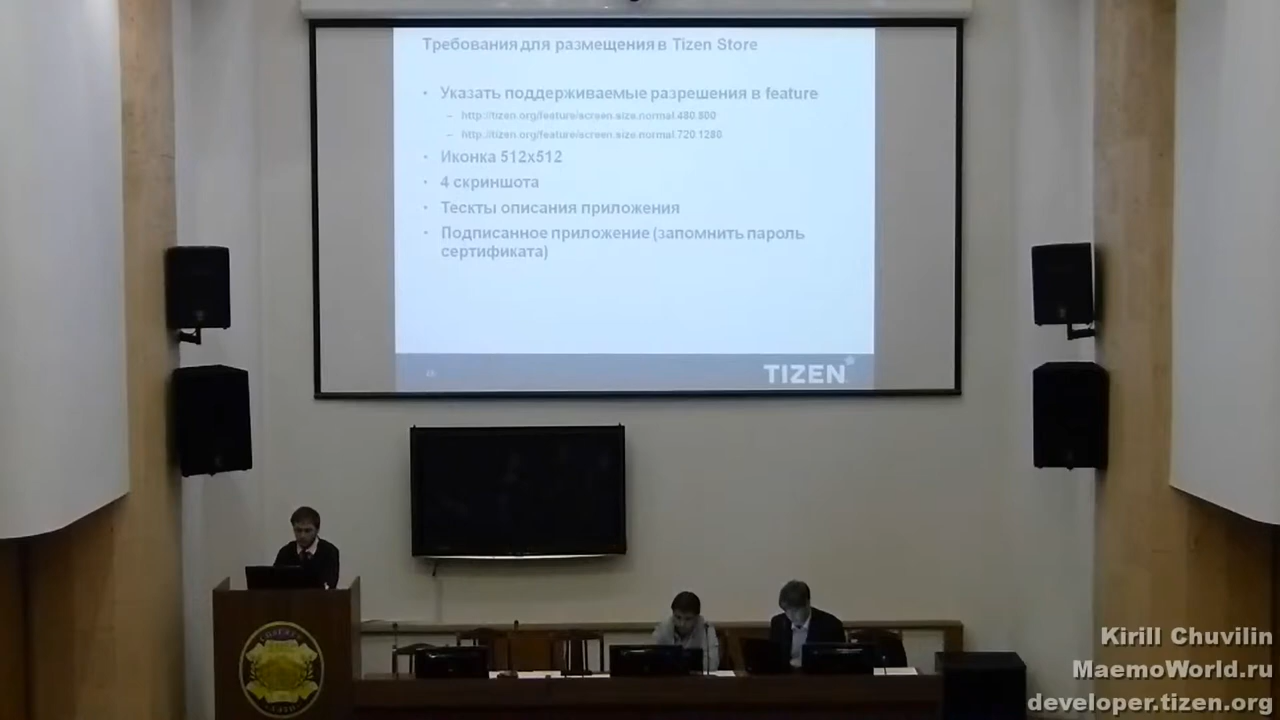 Требования для размещения в Tizen Store
• Указать поддерживаемые разрешения в feature
– http://tizen.org/feature/screen.size.normal.480.800
– http://tizen.org/feature/screen.size.normal.720.1280
• Иконка 512x512
• 4 скриншота
• Тескты описания приложения
• Подписанное приложение (запомнить пароль
сертификата)
TIZEN
Kirill Chuvilin
MaemoWorld.ru
developer.tizen.org